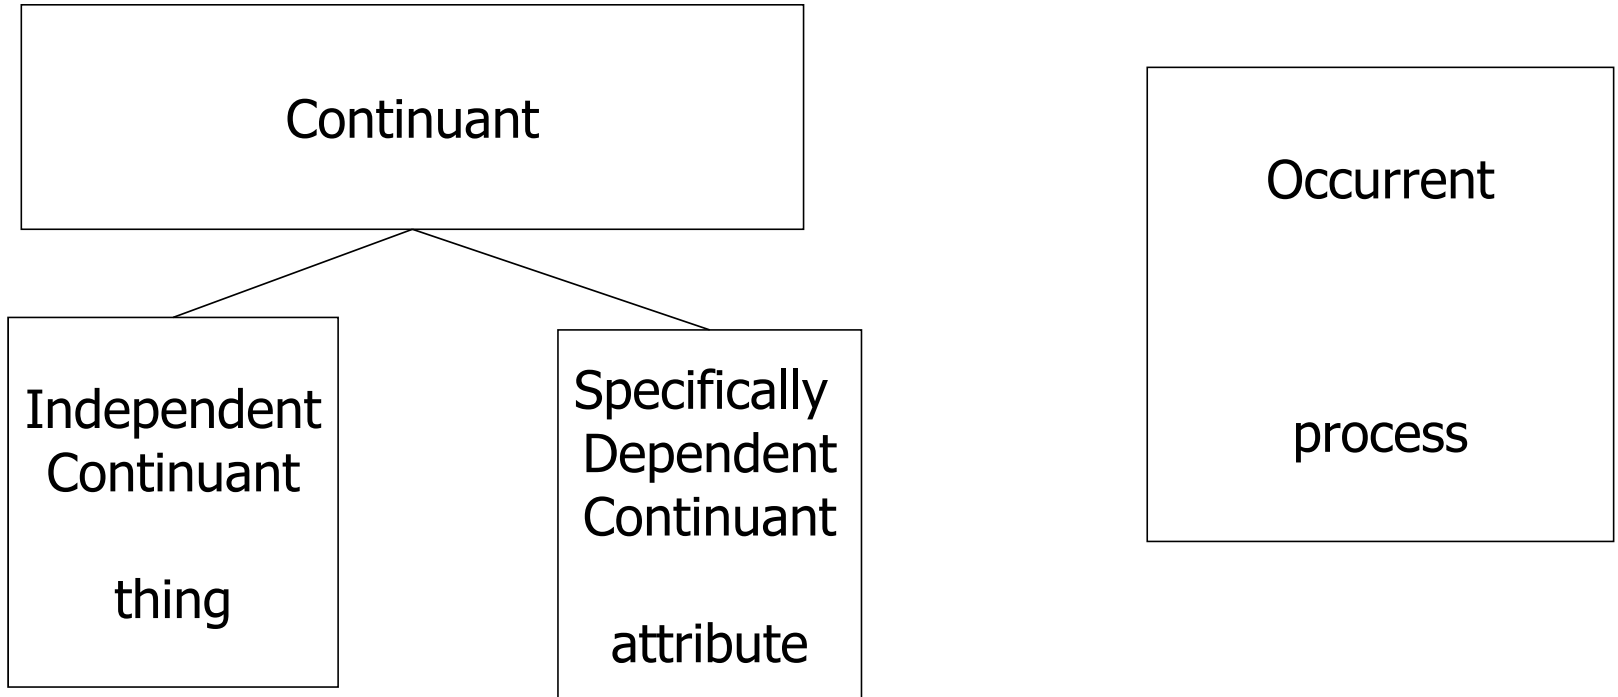 Continuant
Independent
Continuant
thing
Specifically
Dependent
Continuant
attribute
Occurrent
process